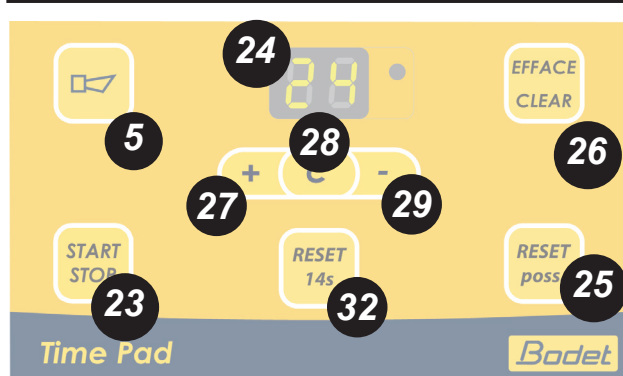 24
24
EFFACE
CLEAR
5
28
26
+ C -
27
29
START
STOP
RESET
14s
RESET
poss
23
32
25
Time Pad
Bodet